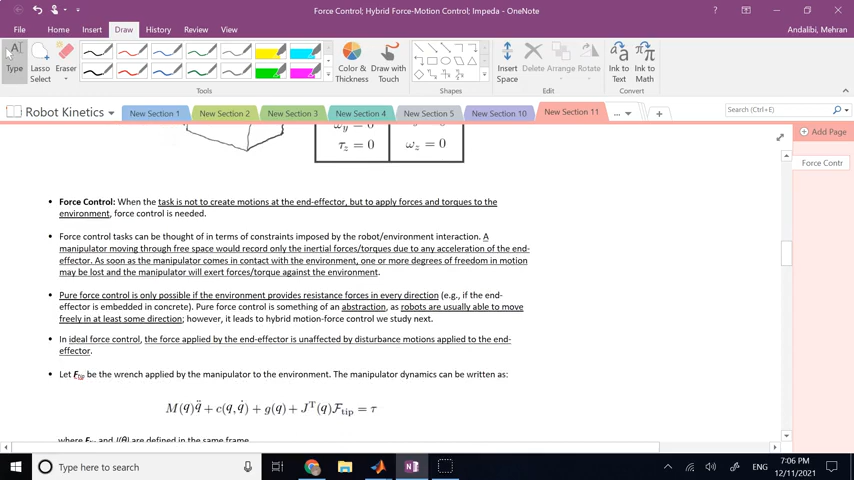 Force Control; Hybrid Force-Motion Control; Impeda - OneNote
Andalibi, Mehran
File
Home
Insert
Draw
History
Review
View
Type
Lasso Select
Eraser
Color & Thickness
Draw with Touch
Insert Space
Delete
Arrange
Rotate
Ink to Text
Ink to Math
Tools
Shapes
Edit
Convert
Robot Kinetics
New Section 1
New Section 2
New Section 3
New Section 4
New Section 5
New Section 10
New Section 11
...
Search (Ctrl+E)
Add Page
Force Contr
ω_y = 0
τ_z = 0 ω_z = 0
• Force Control: When the task is not to create motions at the end-effector, but to apply forces and torques to the
environment, force control is needed.
• Force control tasks can be thought of in terms of constraints imposed by the robot/environment interaction. A
manipulator moving through free space would record only the inertial forces/torques due to any acceleration of the end-
effector. As soon as the manipulator comes in contact with the environment, one or more degrees of freedom in motion
may be lost and the manipulator will exert forces/torque against the environment.
• Pure force control is only possible if the environment provides resistance forces in every direction (e.g., if the end-
effector is embedded in concrete). Pure force control is something of an abstraction, as robots are usually able to move
freely in at least some direction; however, it leads to hybrid motion-force control we study next.
• In ideal force control, the force applied by the end-effector is unaffected by disturbance motions applied to the end-
effector.
• Let F_tip be the wrench applied by the manipulator to the environment. The manipulator dynamics can be written as:
M(q)q̈ + c(q, q̇) + g(q) + J^T(q)F_tip = τ
where F_tip and J(θ) are defined in the same frame.
Type here to search
ENG
7:06 PM
12/11/2021